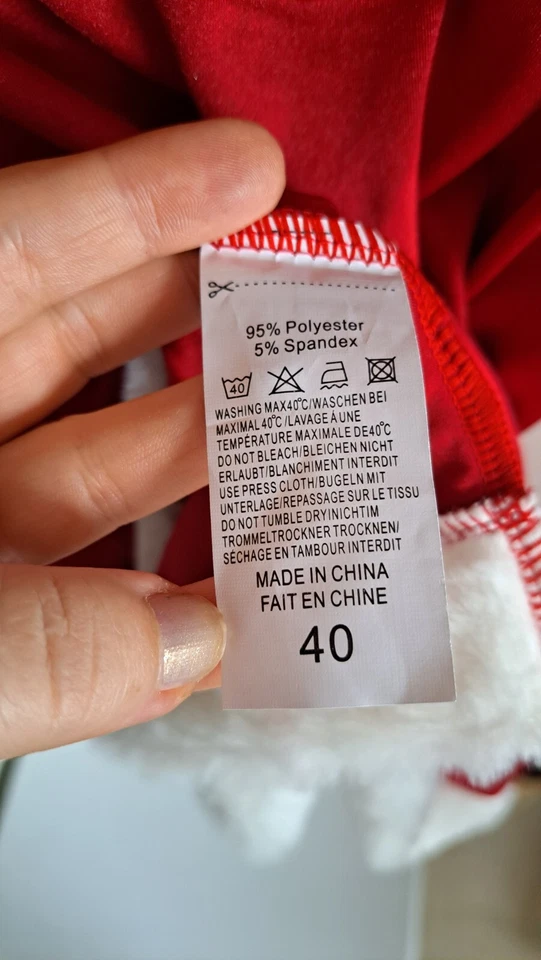 95% Polyester
5% Spandex
40
WASHING MAX40℃/WASCHEN BEI
MAXIMAL 40℃/LAVAGE À UNE
TEMPÉRATURE MAXIMALE DE40℃
DO NOT BLEACH/BLEICHEN NICHT
ERLAUBT/BLANCHIMENT INTERDIT
USE PRESS CLOTH/BUGELN MIT
UNTERLAGE/REPASSAGE SUR LE TISSU
DO NOT TUMBLE DRY/NICHT IM
TROMMELTROCKNER TROCKNEN/
SÉCHAGE EN TAMBOUR INTERDIT
MADE IN CHINA
FAIT EN CHINE
40